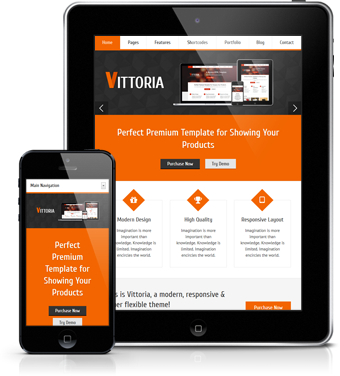 Home Pages Features Shortcodes Portfolio Blog Contact
VITTORIA
Perfect Premium Template for Showing Your
Products
Purchase Now Try Demo
Modern Design
Imagination is more
important than
knowledge. Knowledge is
limited. Imagination
encircles the world.
High Quality
Imagination is more
important than
knowledge. Knowledge is
limited. Imagination
encircles the world.
Responsive Layout
Imagination is more
important than
knowledge. Knowledge is
limited. Imagination
encircles the world.
is Vittoria, a modern, responsive &
flexible theme!
Purchase Now
Main Navigation
VITTORIA
Perfect
Premium
Template for
Showing Your
Products
Purchase Now
Try Demo